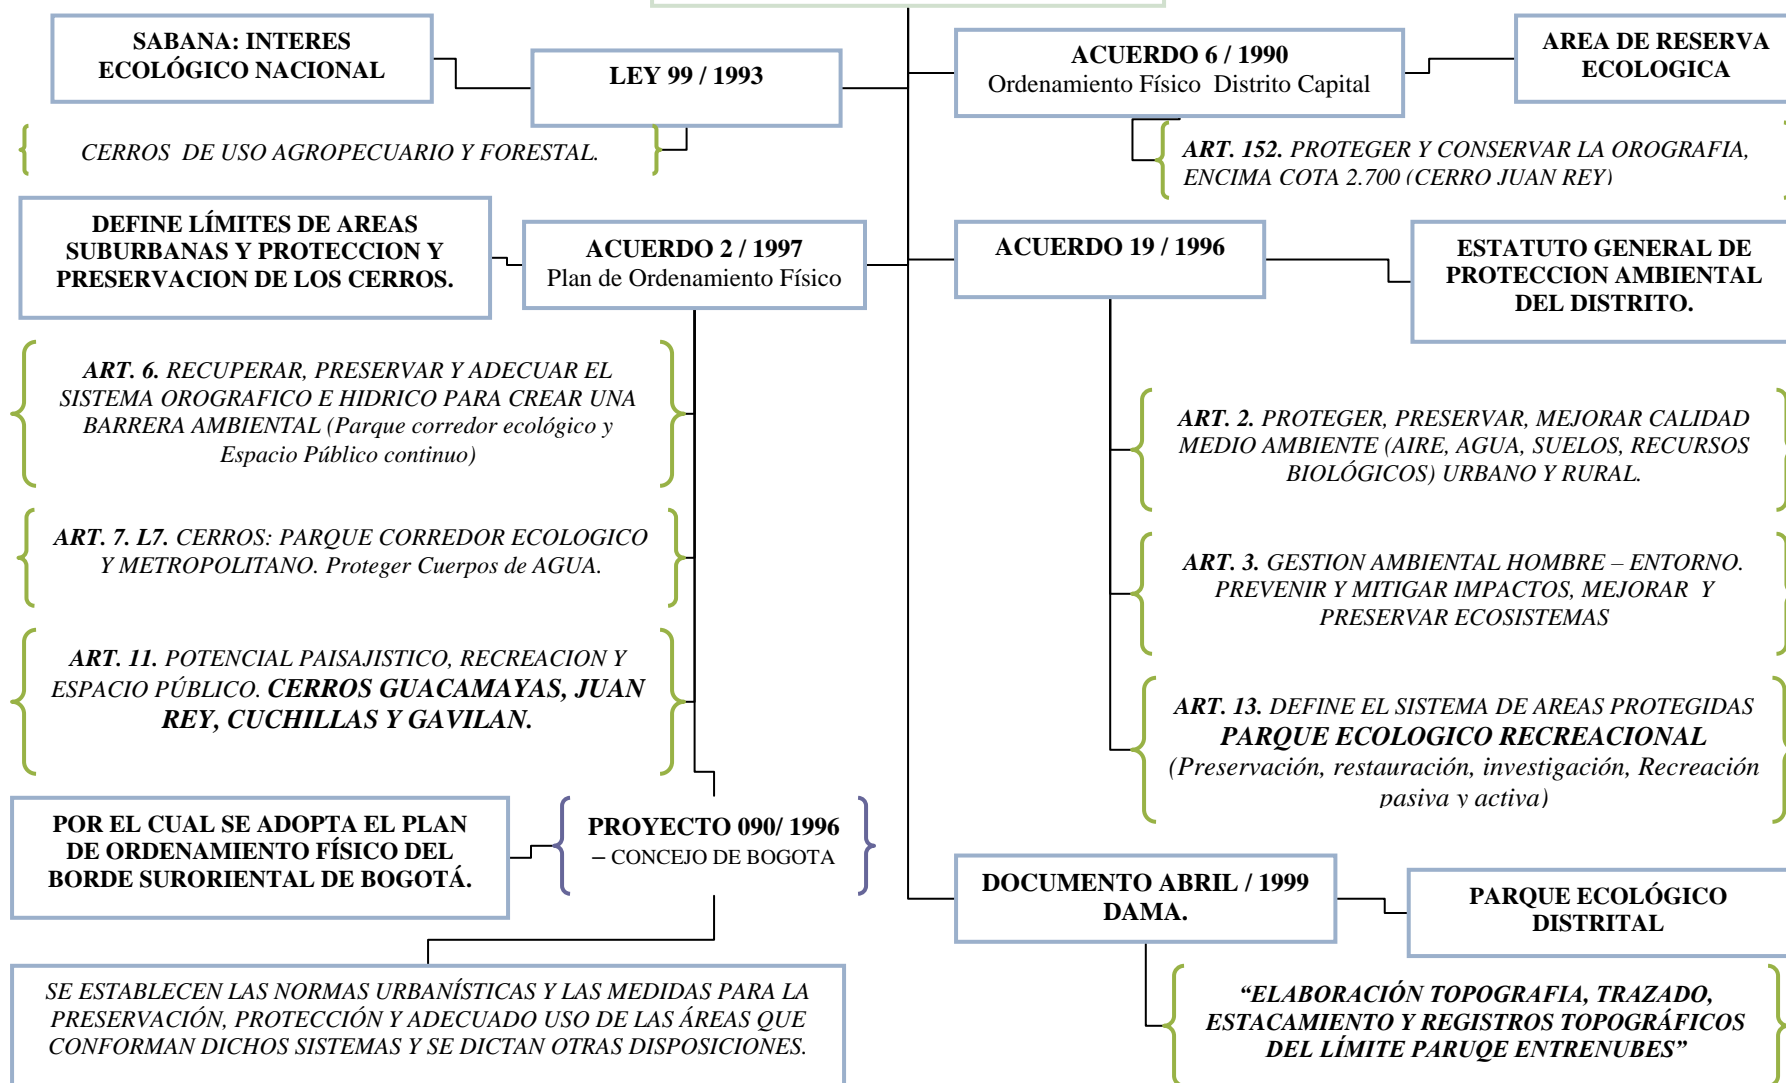 SABANA: INTERES
ECOLÓGICO NACIONAL
LEY 99 / 1993
CERROS DE USO AGROPECUARIO Y FORESTAL.
ACUERDO 6 / 1990
Ordenamiento Físico Distrito Capital
AREA DE RESERVA
ECOLOGICA
ART. 152. PROTEGER Y CONSERVAR LA OROGRAFIA,
ENCIMA COTA 2.700 (CERRO JUAN REY)
DEFINE LÍMITES DE AREAS
SUBURBANAS Y PROTECCION Y
PRESERVACION DE LOS CERROS.
ACUERDO 2 / 1997
Plan de Ordenamiento Físico
ACUERDO 19 / 1996
ESTATUTO GENERAL DE
PROTECCION AMBIENTAL
DEL DISTRITO.
ART. 6. RECUPERAR, PRESERVAR Y ADECUAR EL
SISTEMA OROGRAFICO E HIDRICO PARA CREAR UNA
BARRERA AMBIENTAL (Parque corredor ecológico y
Espacio Público continuo)
ART. 7. L7. CERROS: PARQUE CORREDOR ECOLOGICO
Y METROPOLITANO. Proteger Cuerpos de AGUA.
ART. 11. POTENCIAL PAISAJISTICO, RECREACION Y
ESPACIO PÚBLICO. CERROS GUACAMAYAS, JUAN
REY, CUCHILLAS Y GAVILAN.
ART. 2. PROTEGER, PRESERVAR, MEJORAR CALIDAD
MEDIO AMBIENTE (AIRE, AGUA, SUELOS, RECURSOS
BIOLÓGICOS) URBANO Y RURAL.
ART. 3. GESTION AMBIENTAL HOMBRE – ENTORNO.
PREVENIR Y MITIGAR IMPACTOS, MEJORAR Y
PRESERVAR ECOSISTEMAS
ART. 13. DEFINE EL SISTEMA DE AREAS PROTEGIDAS
PARQUE ECOLOGICO RECREACIONAL
(Preservación, restauración, investigación, Recreación
pasiva y activa)
POR EL CUAL SE ADOPTA EL PLAN
DE ORDENAMIENTO FÍSICO DEL
BORDE SURORIENTAL DE BOGOTÁ.
PROYECTO 090/ 1996
– CONCEJO DE BOGOTA
SE ESTABLECEN LAS NORMAS URBANÍSTICAS Y LAS MEDIDAS PARA LA
PRESERVACIÓN, PROTECCIÓN Y ADECUADO USO DE LAS ÁREAS QUE
CONFORMAN DICHOS SISTEMAS Y SE DICTAN OTRAS DISPOSICIONES.
DOCUMENTO ABRIL / 1999
DAMA.
PARQUE ECOLÓGICO
DISTRITAL
“ELABORACIÓN TOPOGRAFIA, TRAZADO,
ESTACAMIENTO Y REGISTROS TOPOGRÁFICOS
DEL LÍMITE PARUQE ENTRENUBES”